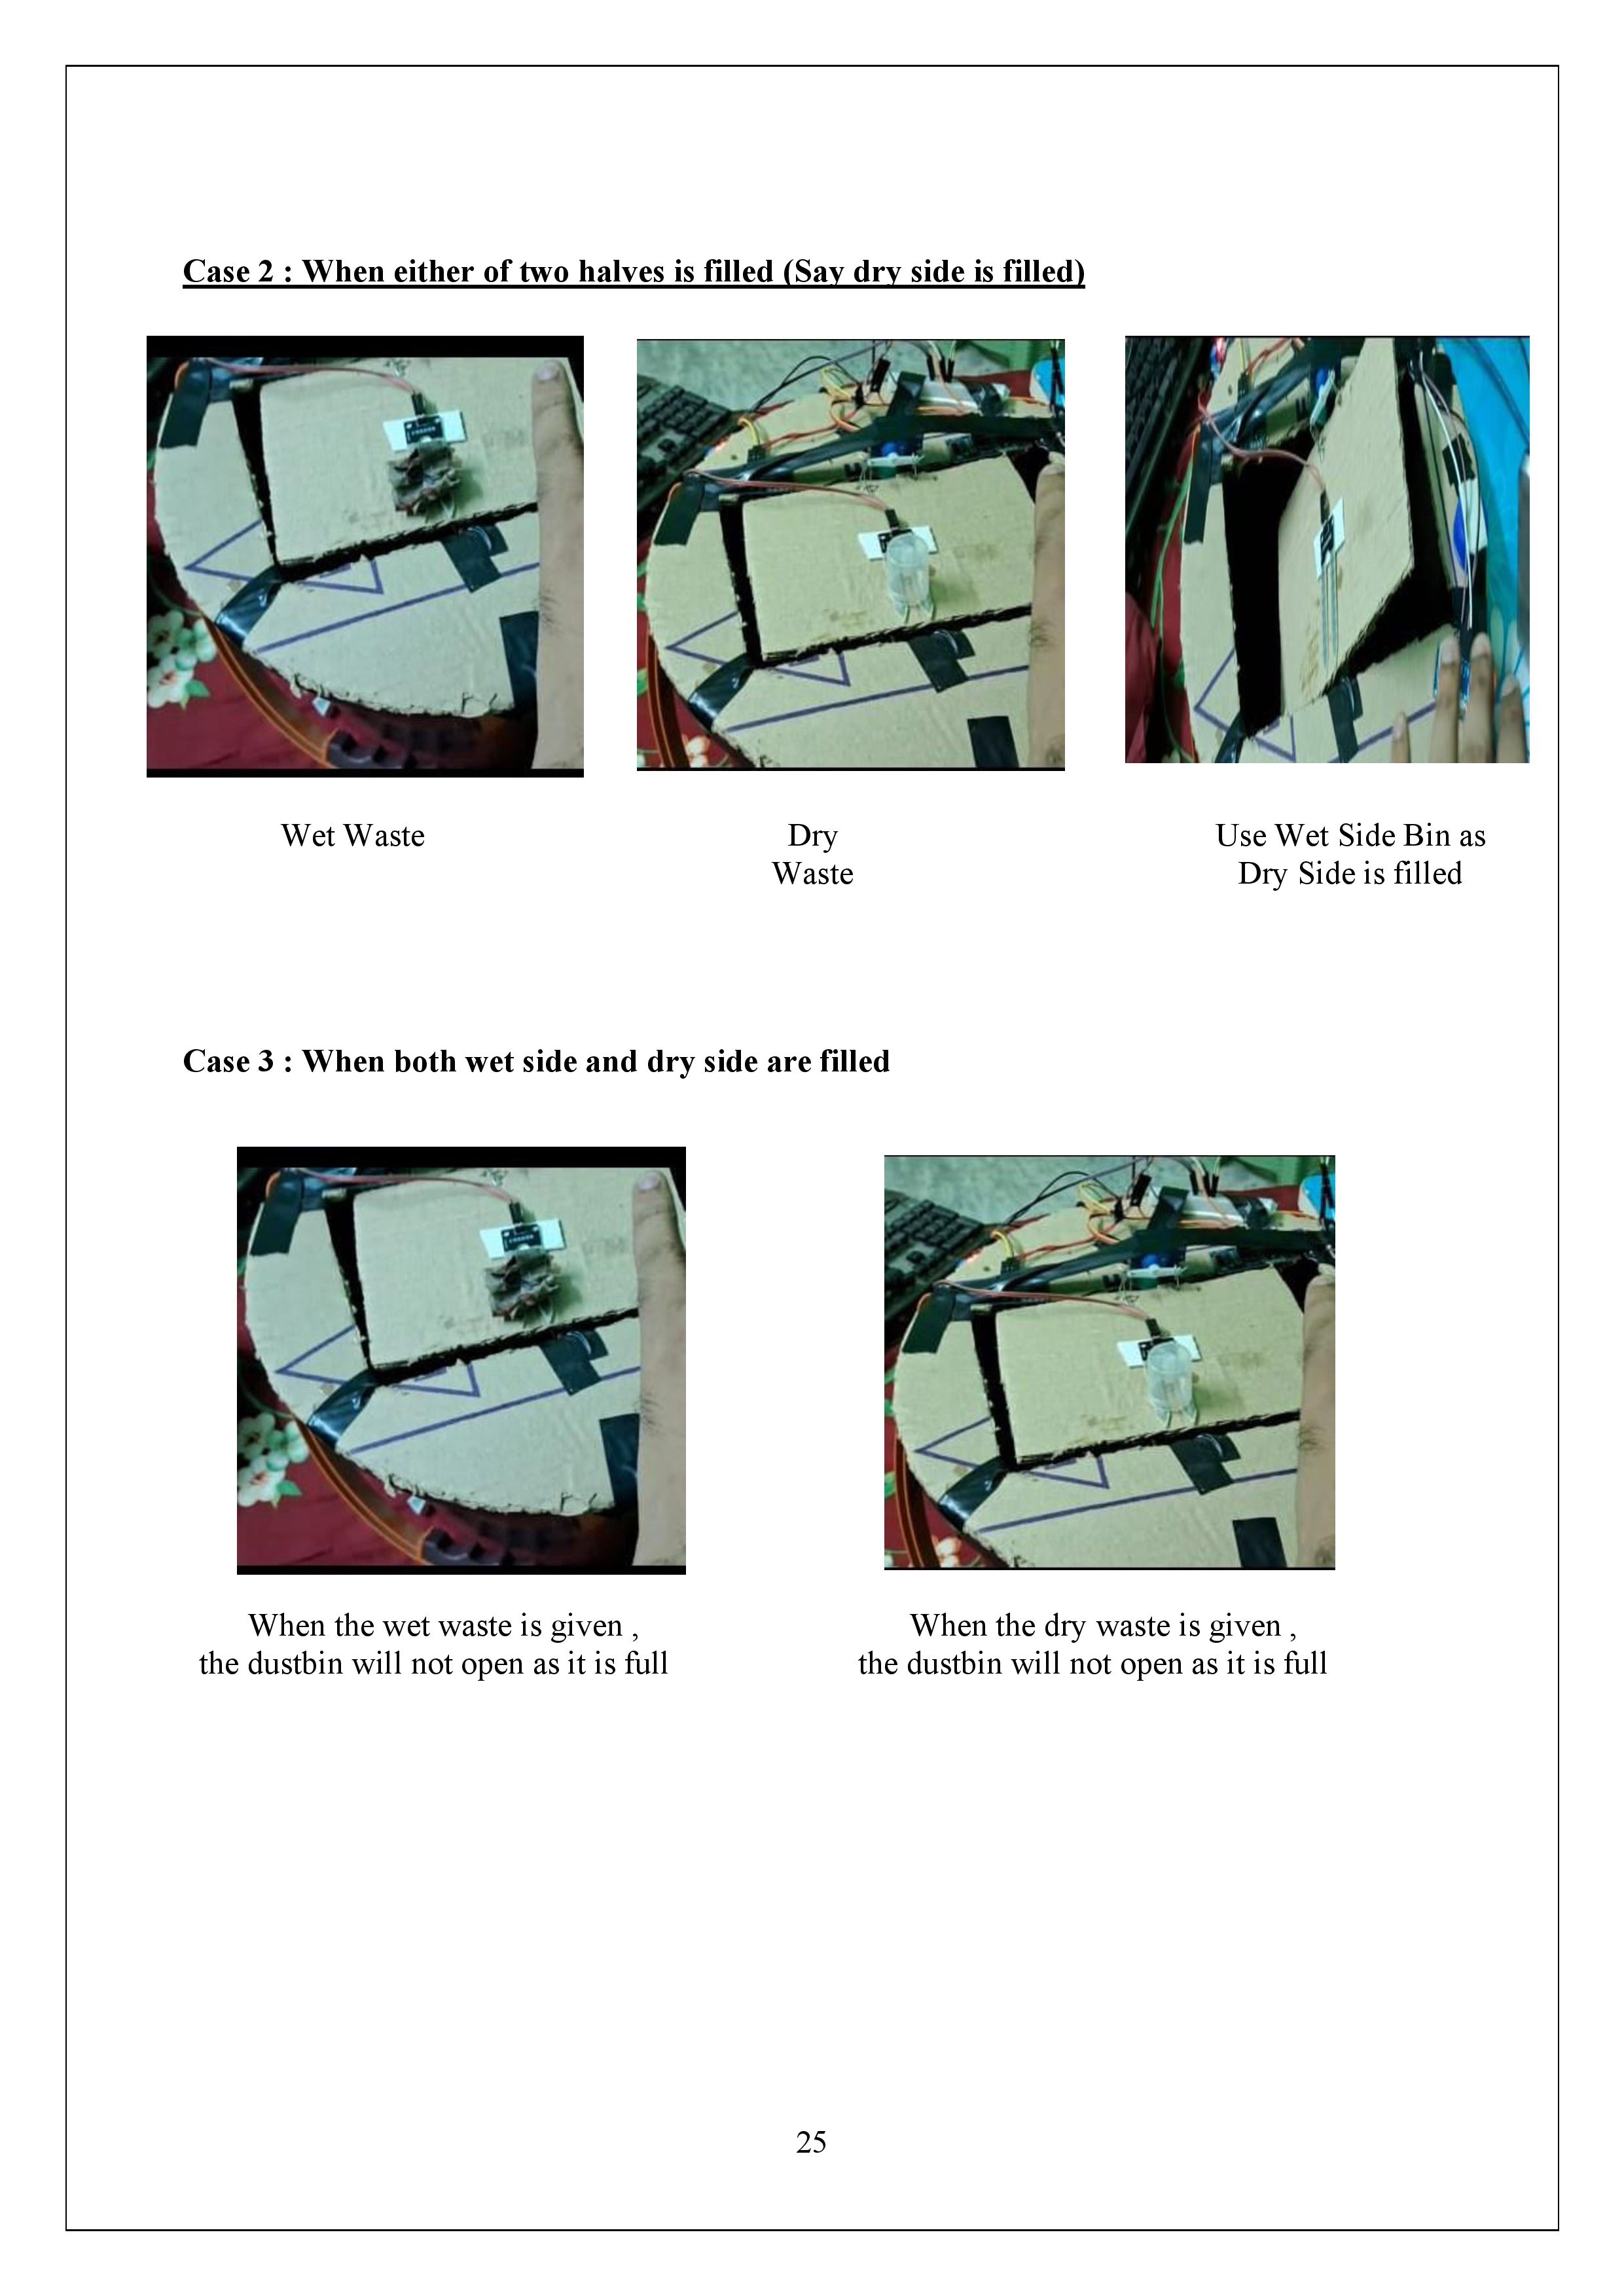 Case 2 : When either of two halves is filled (Say dry side is filled)
Wet Waste
Dry
Waste
Use Wet Side Bin as
Dry Side is filled
Case 3 : When both wet side and dry side are filled
When the wet waste is given ,
the dustbin will not open as it is full
When the dry waste is given ,
the dustbin will not open as it is full
25